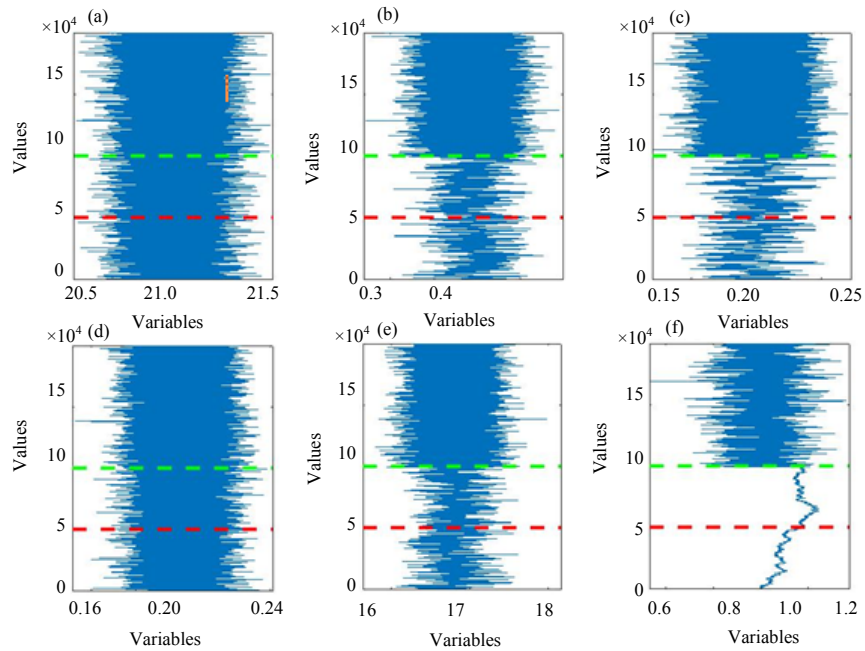 ×10⁴ (a)
15
10
5
0
Values
20.5 21.0 21.5
Variables
×10⁴ (b)
15
10
5
0
Values
0.3 0.4
Variables
×10⁴ (c)
15
10
5
0
Values
0.15 0.20 0.25
Variables
×10⁴ (d)
15
10
5
0
Values
0.16 0.20 0.24
Variables
×10⁴ (e)
15
10
5
0
Values
16 17 18
Variables
×10⁴ (f)
15
10
5
0
Values
0.6 0.8 1.0 1.2
Variables